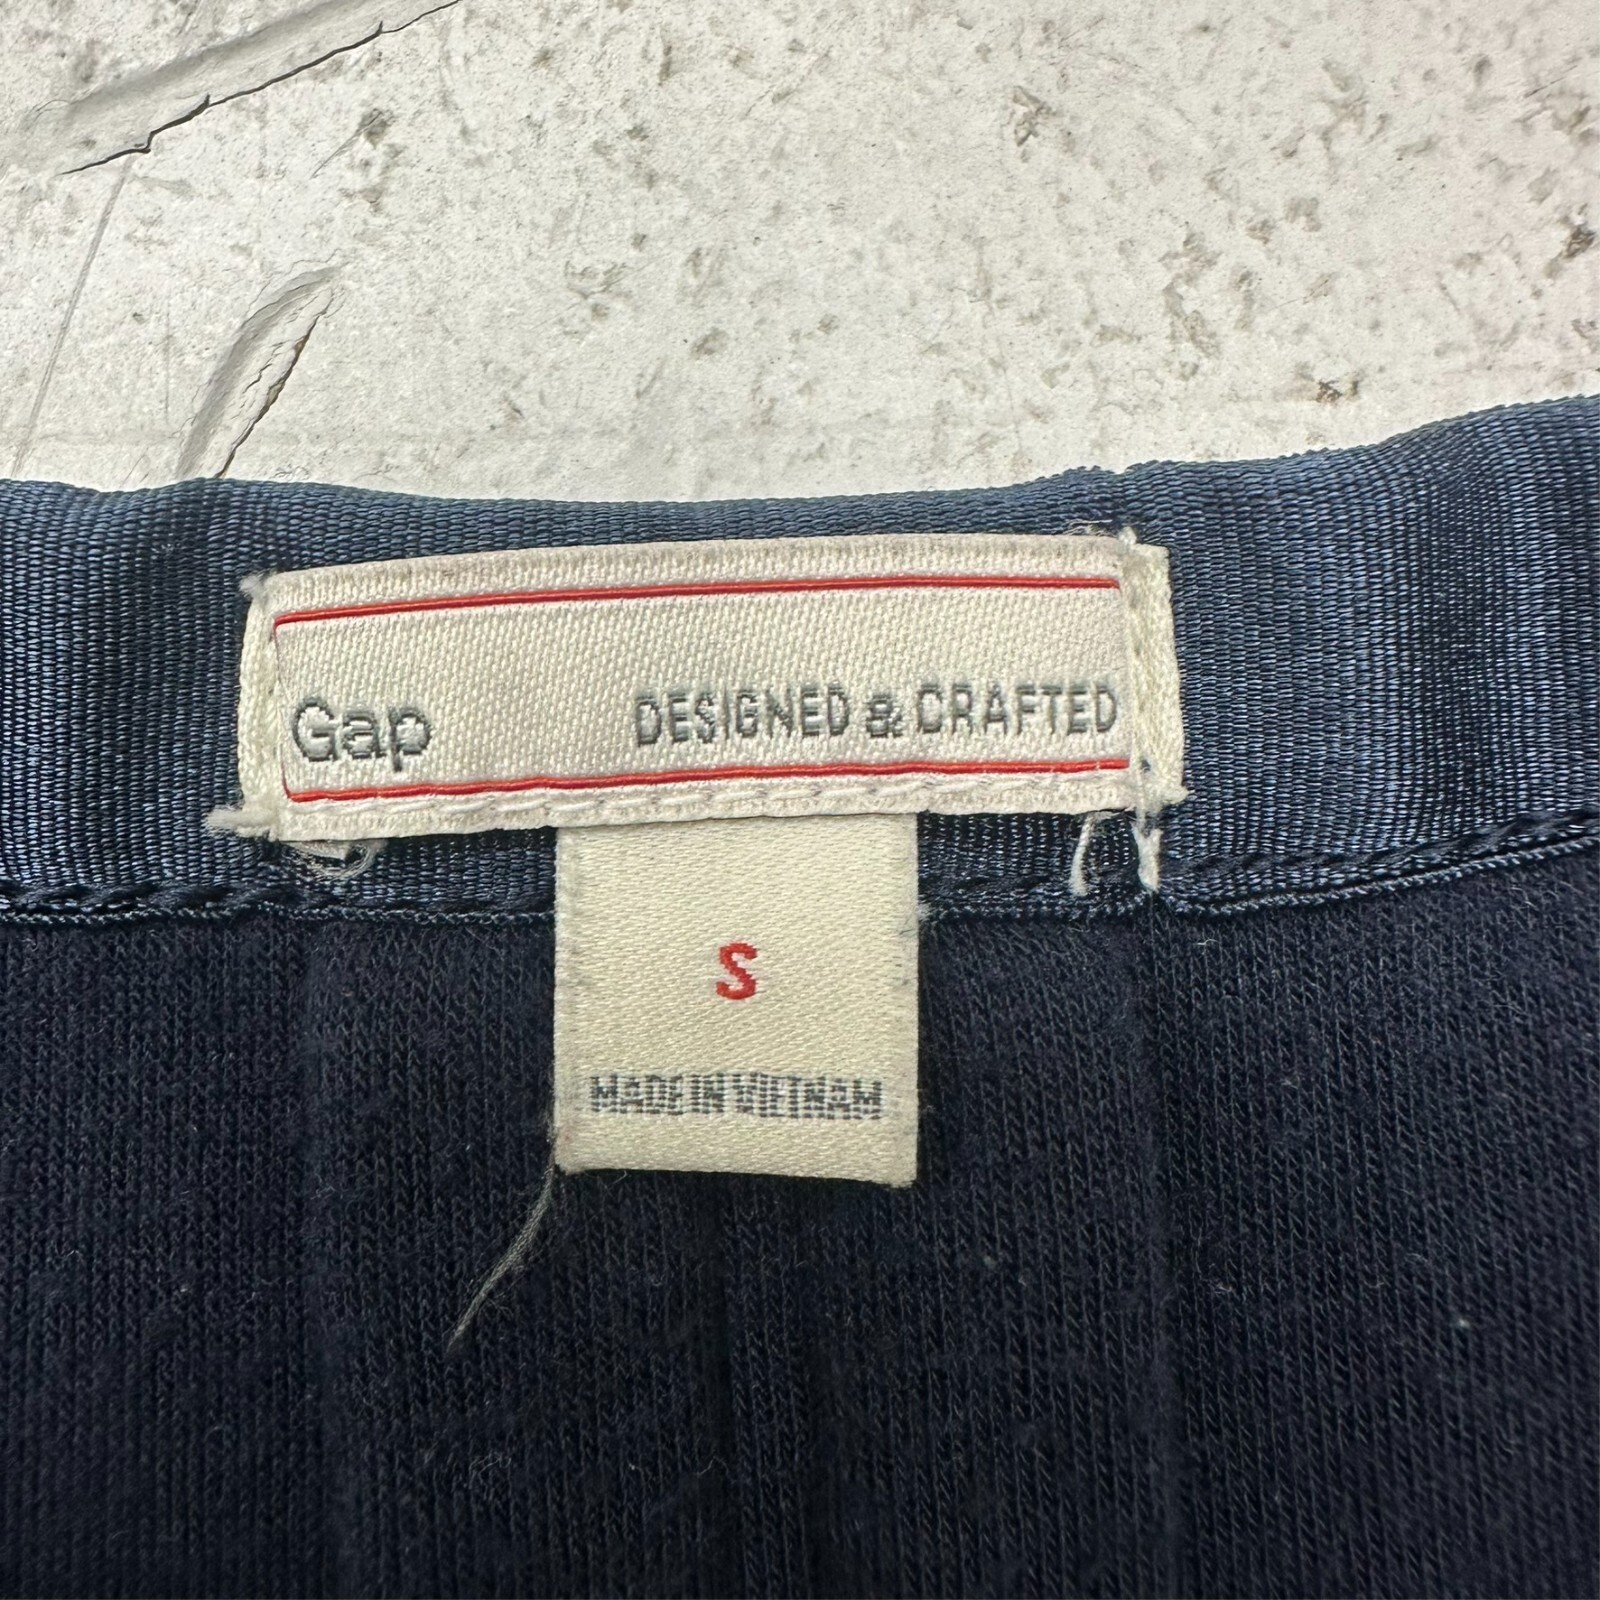 Gap DESIGNED & CRAFTED
S
MADE IN VIETNAM